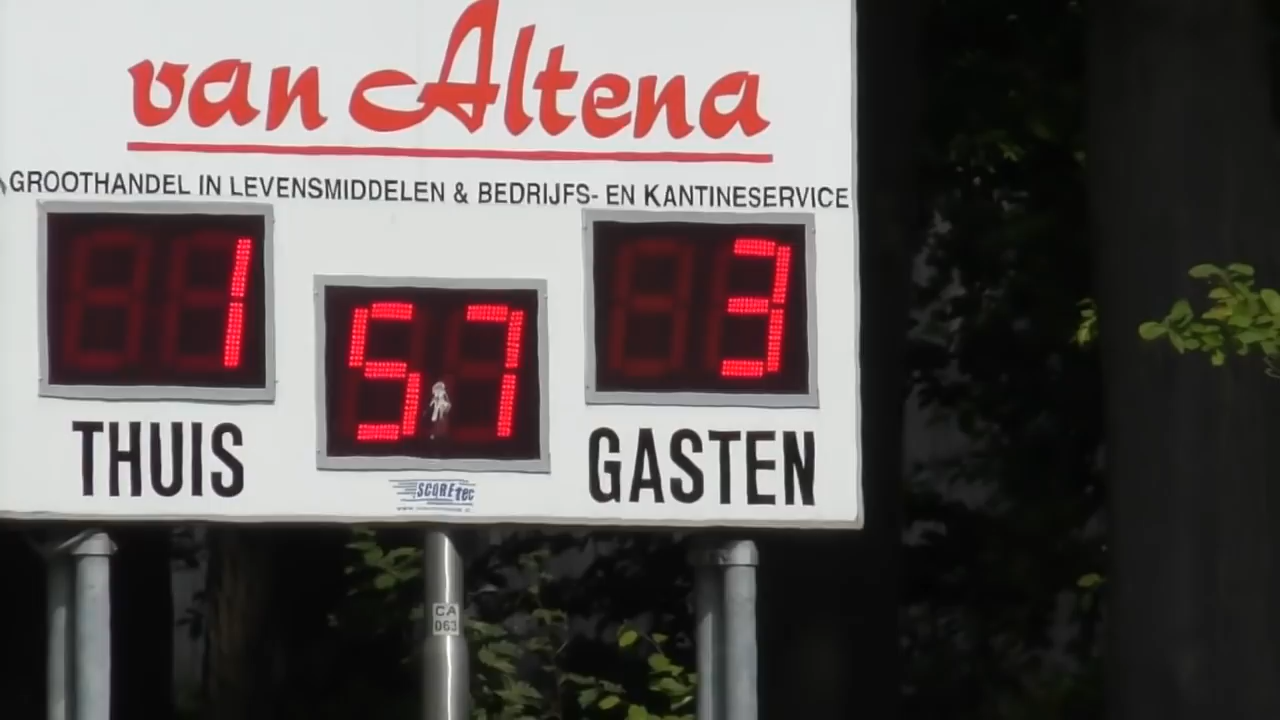 van Altena
GROOTHANDEL IN LEVENSMIDDELEN & BEDRIJFS- EN KANTINESERVICE
1 57 3
THUIS GASTEN
SCOREtec
CA
063